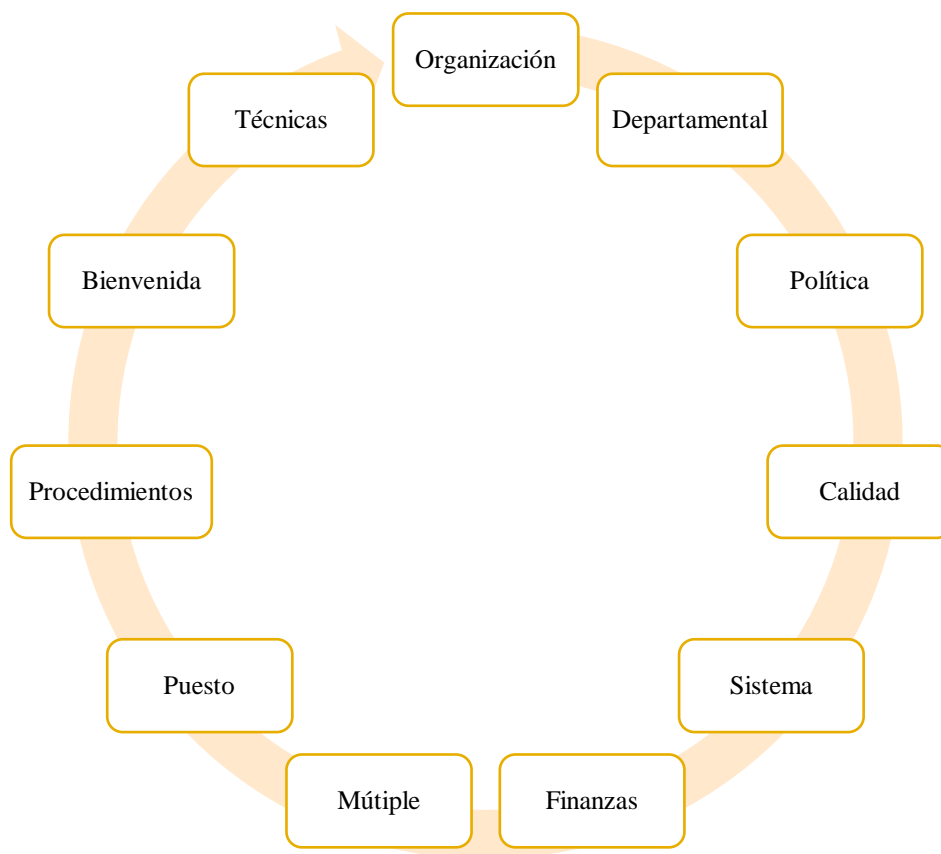 Organización
Departamental
Política
Calidad
Sistema
Finanzas
Mútiple
Puesto
Procedimientos
Bienvenida
Técnicas